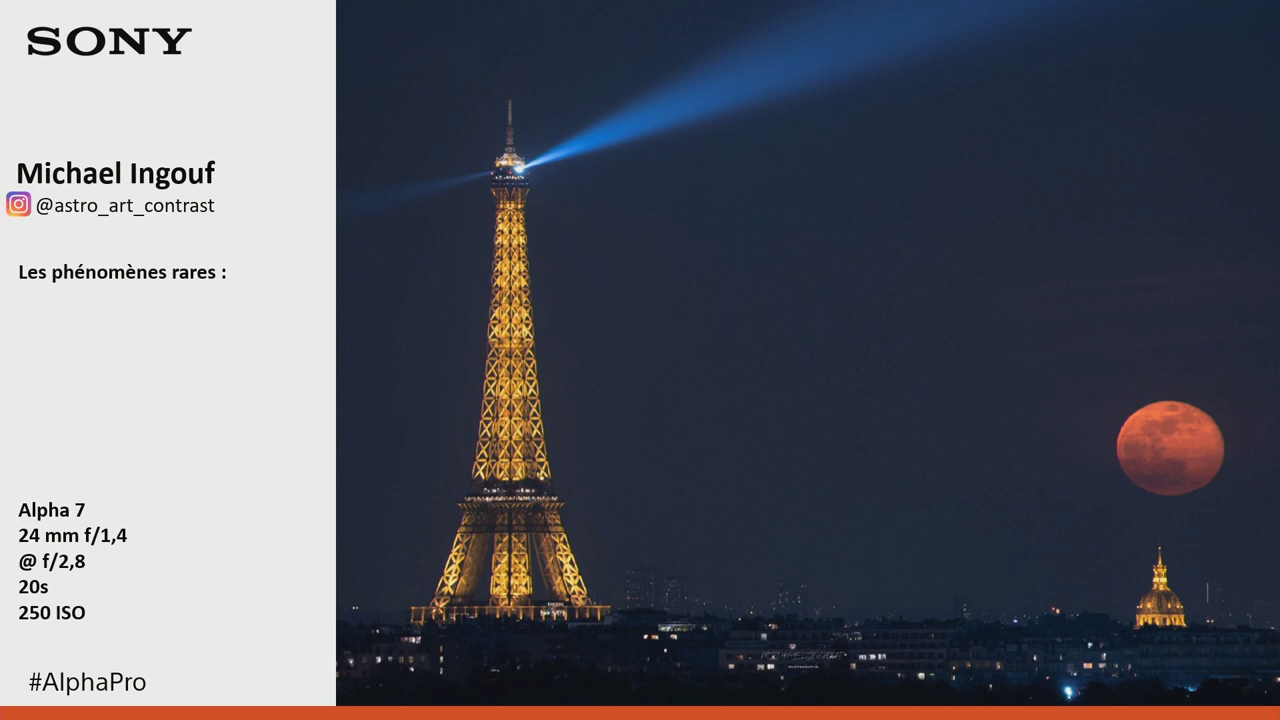 SONY
Michael Ingouf
@astro_art_contrast
Les phénomènes rares :
Alpha 7
24 mm f/1,4
@ f/2,8
20s
250 ISO
#AlphaPro